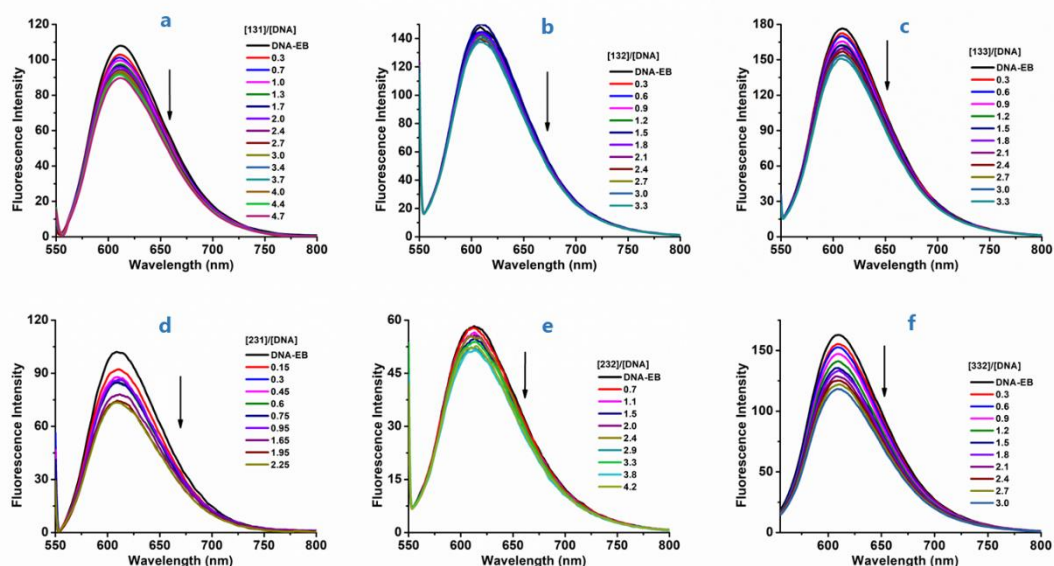 a
[131]/[DNA]
DNA-EB
0.3
0.7
1.0
1.3
1.7
2.0
2.4
2.7
3.0
3.4
3.7
4.0
4.4
4.7
Fluorescence Intensity
120
100
80
60
40
20
0
550 600 650 700 750 800
Wavelength (nm)
b
[132]/[DNA]
DNA-EB
0.3
0.6
0.9
1.2
1.5
1.8
2.1
2.4
2.7
3.0
3.3
Fluorescence Intensity
140
120
100
80
60
40
20
0
550 600 650 700 750 800
Wavelength (nm)
c
[133]/[DNA]
DNA-EB
0.3
0.6
0.9
1.2
1.5
1.8
2.1
2.4
2.7
3.0
3.3
Fluorescence Intensity
180
150
120
90
60
30
0
550 600 650 700 750 800
Wavelength (nm)
d
[231]/[DNA]
DNA-EB
0.15
0.3
0.45
0.6
0.75
0.95
1.65
1.95
2.25
Fluorescence Intensity
120
90
60
30
0
550 600 650 700 750 800
Wavelength (nm)
e
[232]/[DNA]
DNA-EB
0.7
1.1
1.5
2.0
2.4
2.9
3.3
3.8
4.2
Fluorescence Intensity
60
45
30
15
0
550 600 650 700 750 800
Wavelength (nm)
f
[332]/[DNA]
DNA-EB
0.3
0.6
0.9
1.2
1.5
1.8
2.1
2.4
2.7
3.0
Fluorescence Intensity
150
100
50
0
600 650 700 750 800
Wavelength (nm)